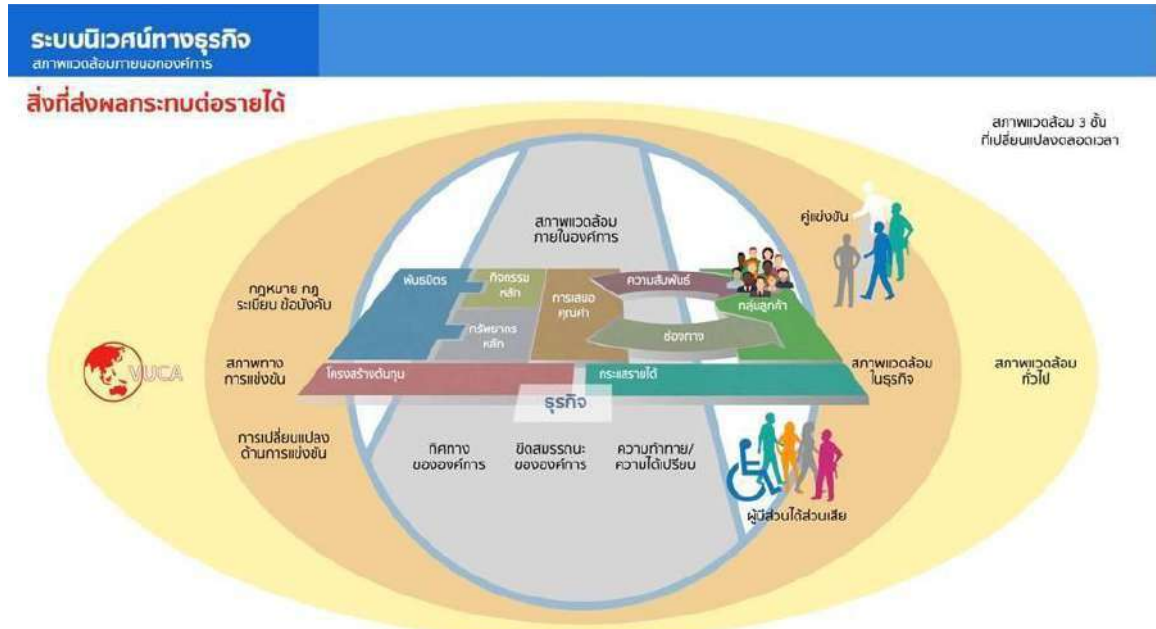 ระบบนิเวศน์ทางธุรกิจ
สภาพแวดล้อมภายนอกองค์การ
สิ่งที่ส่งผลกระทบต่อรายได้
สภาพแวดล้อม 3 ชั้น
ที่เปลี่ยนแปลงตลอดเวลา
คู่แข่งขัน
สภาพแวดล้อม
ภายในองค์การ
กฎหมาย กฎ
ระเบียบ ข้อบังคับ
พันธมิตร
กิจกรรม
หลัก
การเสนอ
คุณค่า
ความสัมพันธ์
กลุ่มลูกค้า
ทรัพยากร
หลัก
ช่องทาง
VUCA
สภาพทาง
การแข่งขัน
โครงสร้างต้นทุน
กระแสรายได้
สภาพแวดล้อม
ในธุรกิจ
สภาพแวดล้อม
ทั่วไป
ธุรกิจ
การเปลี่ยนแปลง
ด้านการแข่งขัน
ทิศทาง
ขององค์การ
ขีดสมรรถนะ
ขององค์การ
ความท้าทาย/
ความได้เปรียบ
ผู้มีส่วนได้ส่วนเสีย